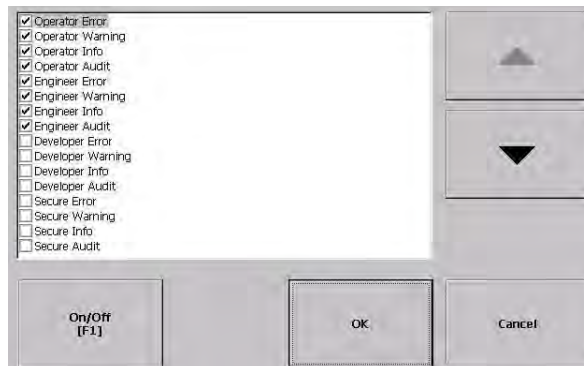 Operator Error
Operator Warning
Operator Info
Operator Audit
Engineer Error
Engineer Warning
Engineer Info
Engineer Audit
Developer Error
Developer Warning
Developer Info
Developer Audit
Secure Error
Secure Warning
Secure Info
Secure Audit
On/Off
[F1]
OK
Cancel